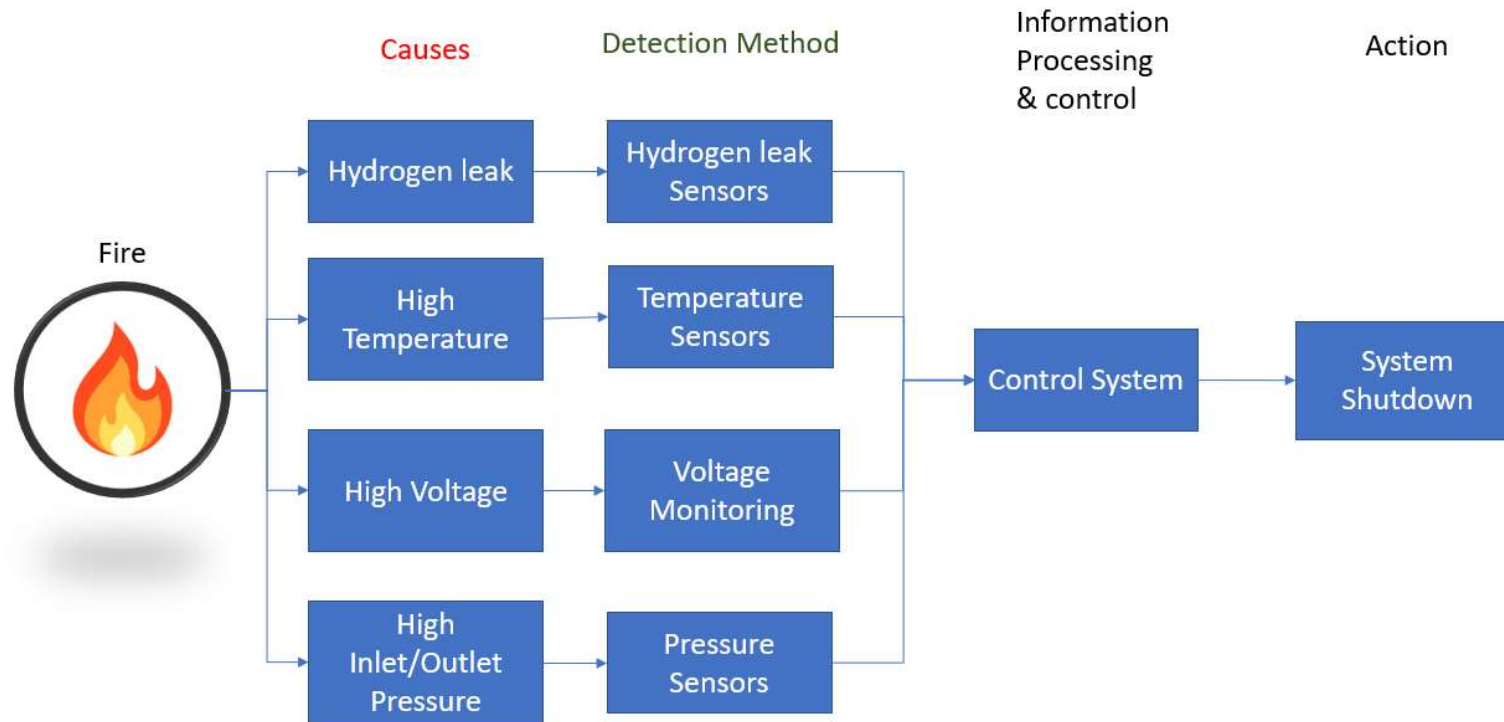 Causes
Detection Method
Information
Processing
& control
Action
Fire
Hydrogen leak
Hydrogen leak
Sensors
High
Temperature
Temperature
Sensors
High Voltage
Voltage
Monitoring
High
Inlet/Outlet
Pressure
Pressure
Sensors
Control System
System
Shutdown